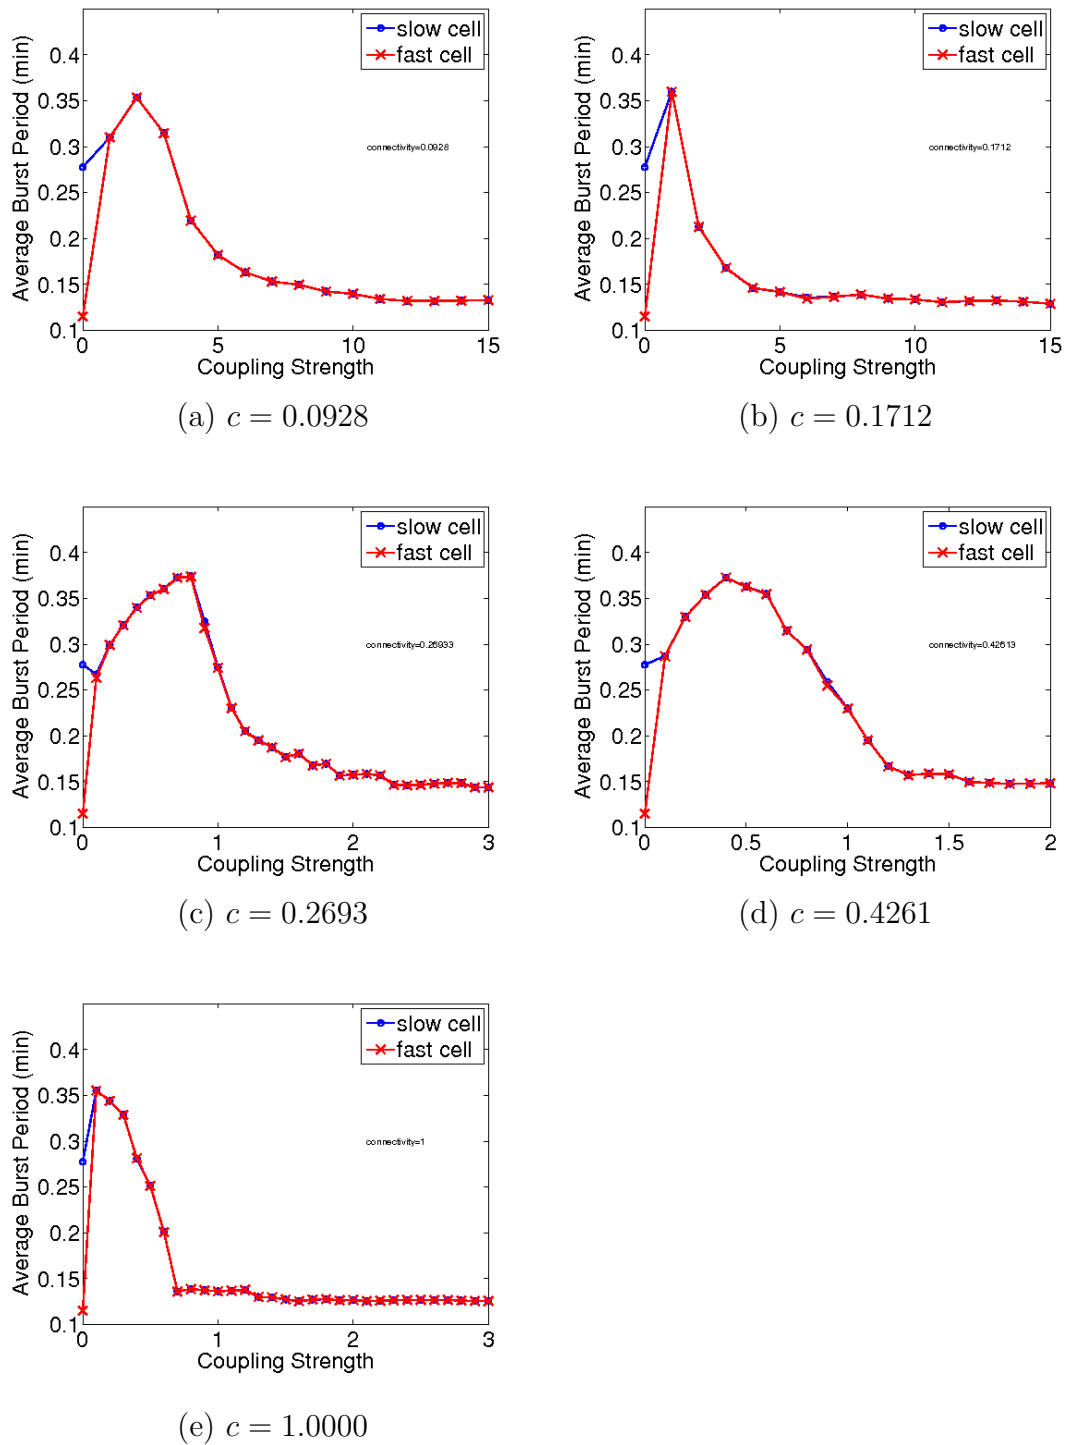 Average Burst Period (min)
0.4
0.35
0.3
0.25
0.2
0.15
0.1
slow cell
fast cell
connectivity=0.0928
0 5 10 15
Coupling Strength
(a) c = 0.0928
Average Burst Period (min)
0.4
0.35
0.3
0.25
0.2
0.15
0.1
slow cell
fast cell
connectivity=0.1712
0 5 10 15
Coupling Strength
(b) c = 0.1712
Average Burst Period (min)
0.4
0.35
0.3
0.25
0.2
0.15
0.1
slow cell
fast cell
connectivity=0.26933
0 1 2 3
Coupling Strength
(c) c = 0.2693
Average Burst Period (min)
0.4
0.35
0.3
0.25
0.2
0.15
0.1
slow cell
fast cell
connectivity=0.42613
0 0.5 1 1.5 2
Coupling Strength
(d) c = 0.4261
Average Burst Period (min)
0.4
0.35
0.3
0.25
0.2
0.15
0.1
slow cell
fast cell
connectivity=1
0 1 2 3
Coupling Strength
(e) c = 1.0000